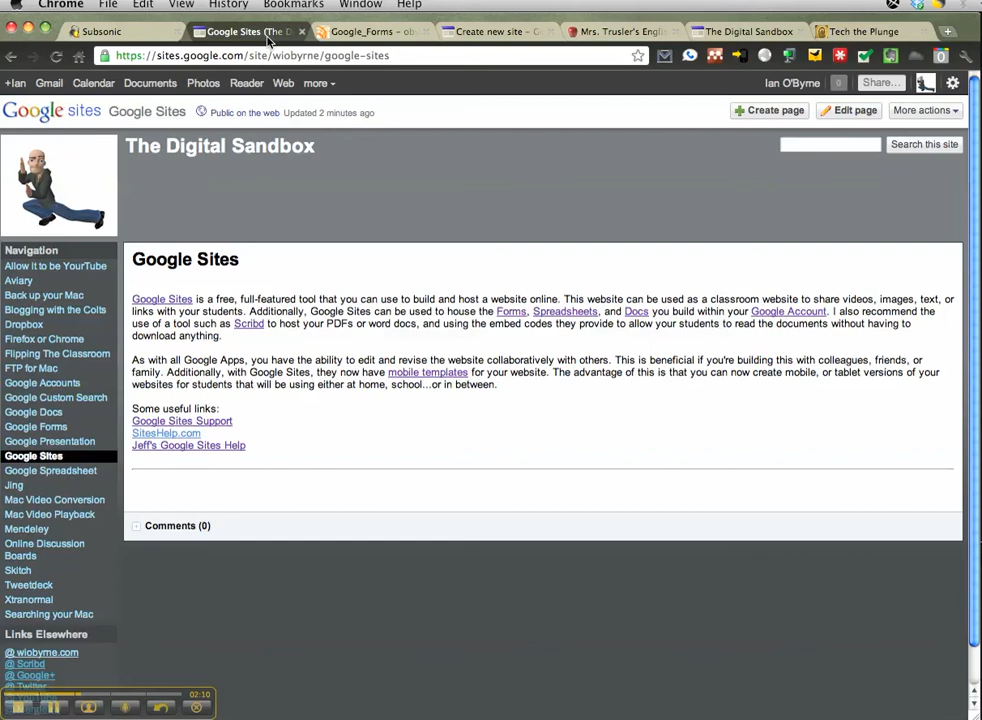 Chrome File Edit View History Bookmarks Window Help
Subsonic
Google Sites (The D
Google_Forms - ob
Create new site - G
Mrs. Trusler's Engli
The Digital Sandbox
Tech the Plunge
https://sites.google.com/site/wiobyrne/google-sites
+Ian Gmail Calendar Documents Photos Reader Web more
Ian O'Byrne 0 Share...
Google sites Google Sites Public on the web Updated 2 minutes ago
Create page Edit page More actions
The Digital Sandbox
Search this site
Navigation
Allow it to be YouTube
Aviary
Back up your Mac
Blogging with the Colts
Dropbox
Firefox or Chrome
Flipping The Classroom
FTP for Mac
Google Accounts
Google Custom Search
Google Docs
Google Forms
Google Presentation
Google Sites
Google Spreadsheet
Jing
Mac Video Conversion
Mac Video Playback
Mendeley
Online Discussion
Boards
Skitch
Tweetdeck
Xtranormal
Searching your Mac
Links Elsewhere
@ wiobyrne.com
@ Scribd
@ Google+
@ Twitter
Google Sites
Google Sites is a free, full-featured tool that you can use to build and host a website online. This website can be used as a classroom website to share videos, images, text, or
links with your students. Additionally, Google Sites can be used to house the Forms, Spreadsheets, and Docs you build within your Google Account. I also recommend the
use of a tool such as Scribd to host your PDFs or word docs, and using the embed codes they provide to allow your students to read the documents without having to
download anything.
As with all Google Apps, you have the ability to edit and revise the website collaboratively with others. This is beneficial if you're building this with colleagues, friends, or
family. Additionally, with Google Sites, they now have mobile templates for your website. The advantage of this is that you can now create mobile, or tablet versions of your
websites for students that will be using either at home, school...or in between.
Some useful links:
Google Sites Support
SitesHelp.com
Jeff's Google Sites Help
Comments (0)
02:10